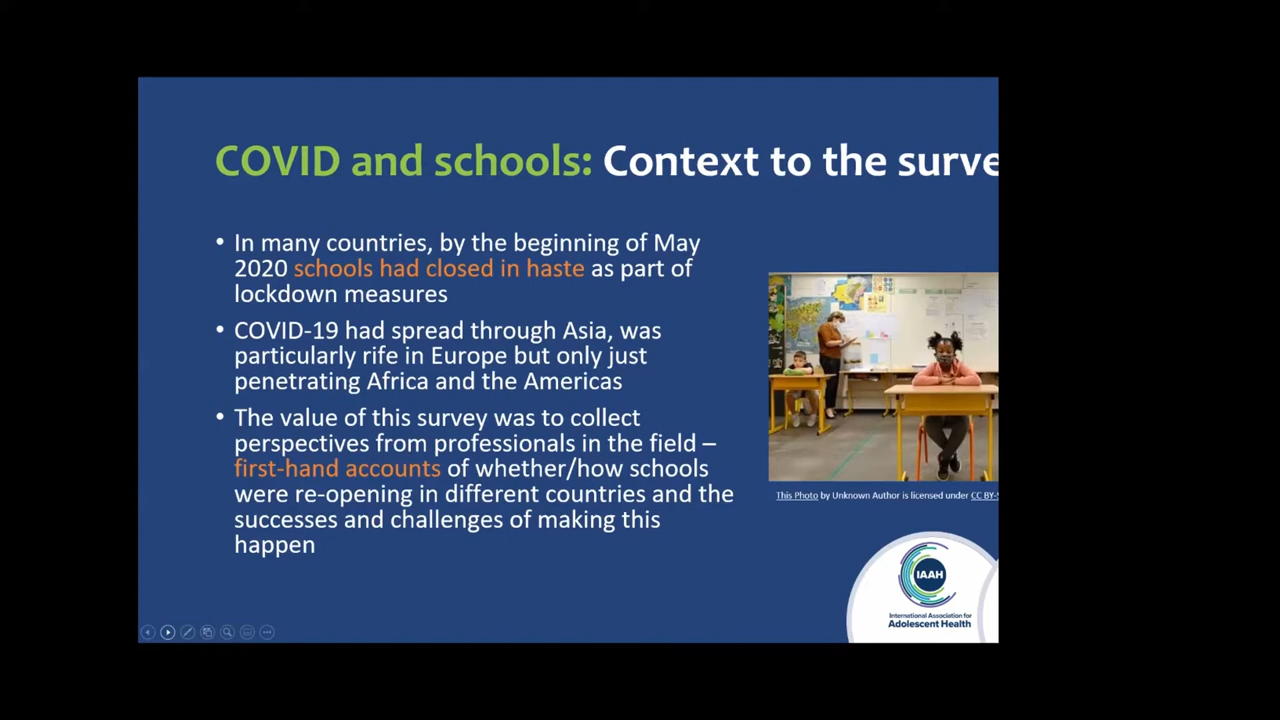 COVID and schools: Context to the surve
• In many countries, by the beginning of May
2020 schools had closed in haste as part of
lockdown measures
• COVID-19 had spread through Asia, was
particularly rife in Europe but only just
penetrating Africa and the Americas
• The value of this survey was to collect
perspectives from professionals in the field –
first-hand accounts of whether/how schools
were re-opening in different countries and the
successes and challenges of making this
happen
This Photo by Unknown Author is licensed under CC BY-S
IAAH
International Association for
Adolescent Health